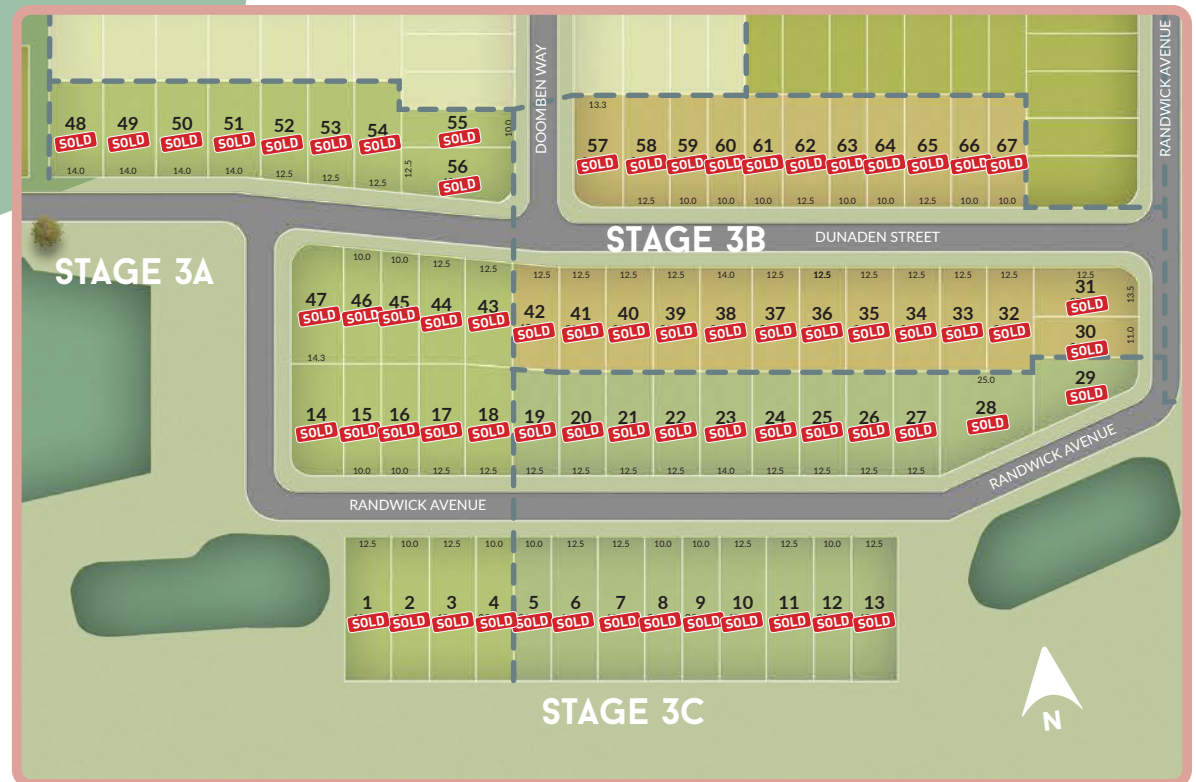 DOOMBEN WAY
RANDWICK AVENUE
48 49 50 51 52 53 54 55
SOLD SOLD SOLD SOLD SOLD SOLD SOLD SOLD
10.0
14.0 14.0 14.0 14.0 12.5 12.5 12.5 12.5
56
SOLD
13.3
57 58 59 60 61 62 63 64 65 66 67
SOLD SOLD SOLD SOLD SOLD SOLD SOLD SOLD SOLD SOLD SOLD
12.5 10.0 10.0 10.0 12.5 10.0 10.0 12.5 10.0 10.0
STAGE 3B
DUNADEN STREET
STAGE 3A
10.0 10.0 12.5 12.5 12.5 12.5 12.5 12.5 14.0 12.5 12.5 12.5 12.5 12.5 12.5 12.5
47 46 45 44 43 42 41 40 39 38 37 36 35 34 33 32
SOLD SOLD SOLD SOLD SOLD SOLD SOLD SOLD SOLD SOLD SOLD SOLD SOLD SOLD SOLD SOLD
31
SOLD
13.5
30
SOLD
11.0
14.3
25.0
29
SOLD
14 15 16 17 18 19 20 21 22 23 24 25 26 27 28
SOLD SOLD SOLD SOLD SOLD SOLD SOLD SOLD SOLD SOLD SOLD SOLD SOLD SOLD SOLD
10.0 10.0 12.5 12.5 12.5 12.5 12.5 12.5 14.0 12.5 12.5 12.5 12.5
RANDWICK AVENUE
RANDWICK AVENUE
12.5 10.0 12.5 10.0 10.0 12.5 12.5 10.0 10.0 12.5 12.5 10.0 12.5
1 2 3 4 5 6 7 8 9 10 11 12 13
SOLD SOLD SOLD SOLD SOLD SOLD SOLD SOLD SOLD SOLD SOLD SOLD SOLD
STAGE 3C
N